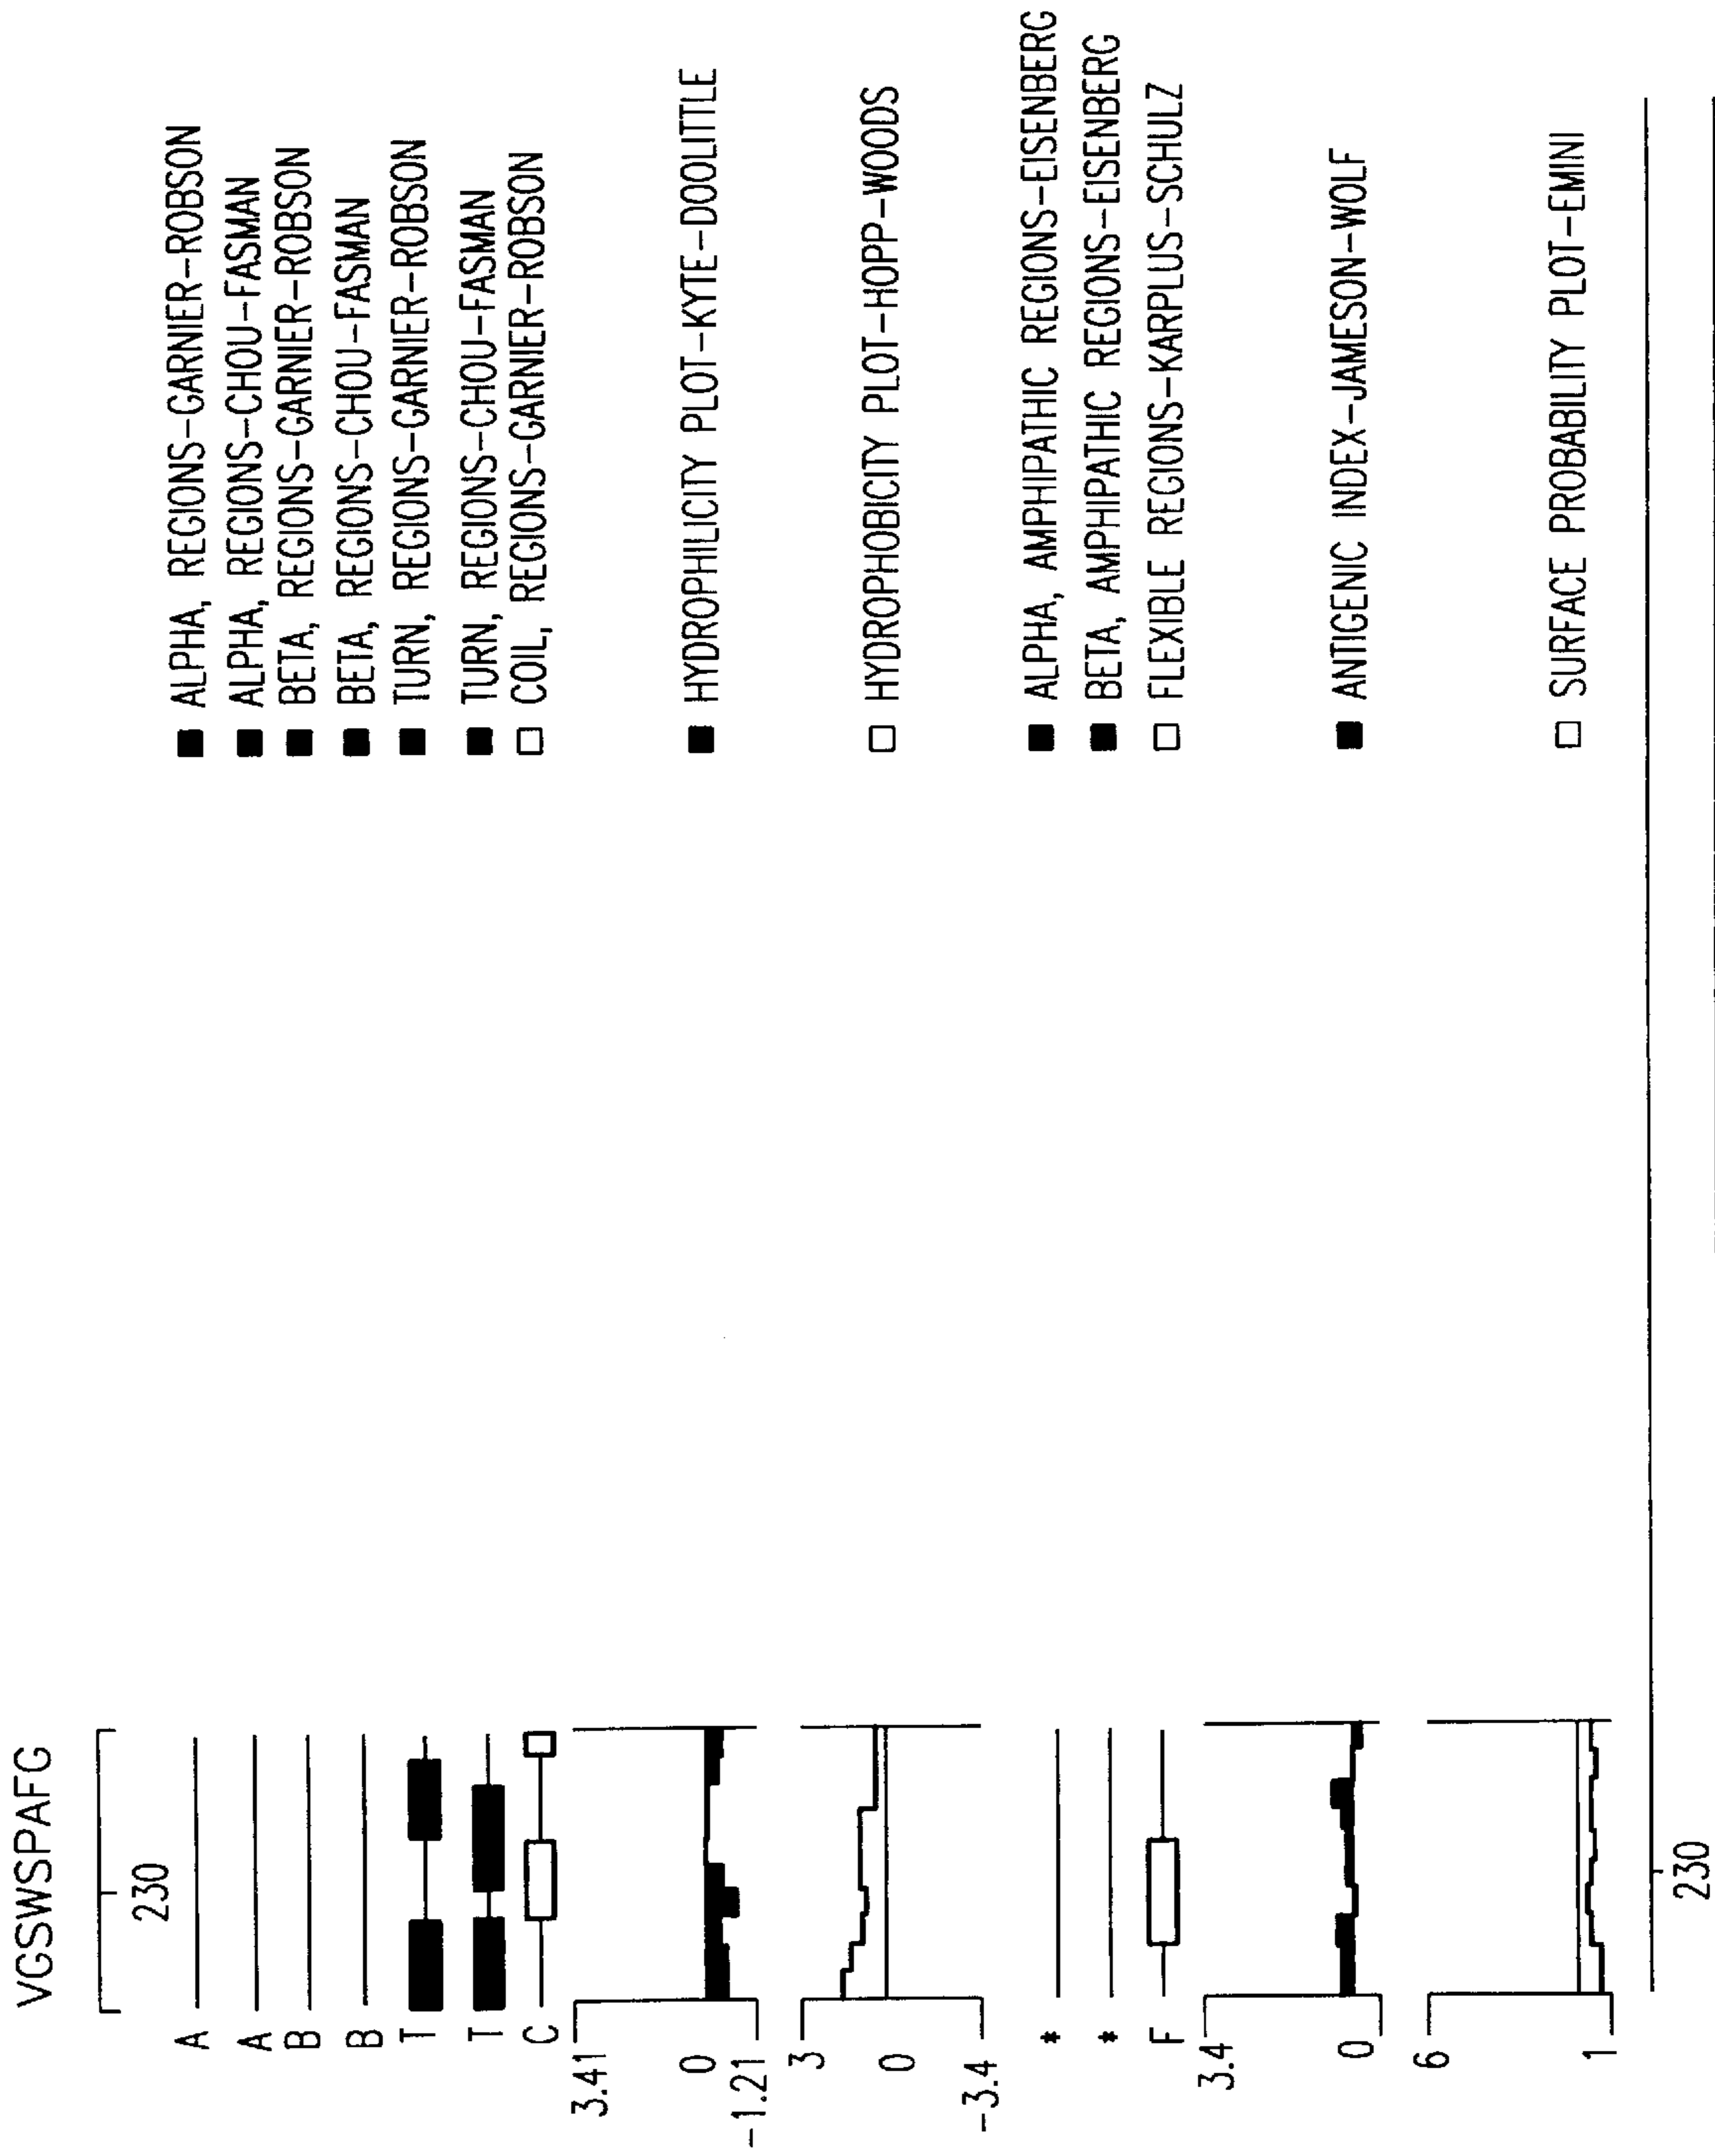 VGSWSPAFG
230
A ALPHA, REGIONS-GARNIER-ROBSON
A ALPHA, REGIONS-CHOU-FASMAN
B BETA, REGIONS-GARNIER-ROBSON
B BETA, REGIONS-CHOU-FASMAN
T TURN, REGIONS-GARNIER-ROBSON
T TURN, REGIONS-CHOU-FASMAN
C COIL, REGIONS-GARNIER-ROBSON
3.41
HYDROPHILICITY PLOT-KYTE-DOOLITTLE
0
-1.21
3
HYDROPHOBICITY PLOT-HOPP-WOODS
0
-3.4
* ALPHA, AMPHIPATHIC REGIONS-EISENBERG
* BETA, AMPHIPATHIC REGIONS-EISENBERG
F FLEXIBLE REGIONS-KARPLUS-SCHULZ
3.4
ANTIGENIC INDEX-JAMESON-WOLF
0
6
SURFACE PROBABILITY PLOT-EMINI
1
230